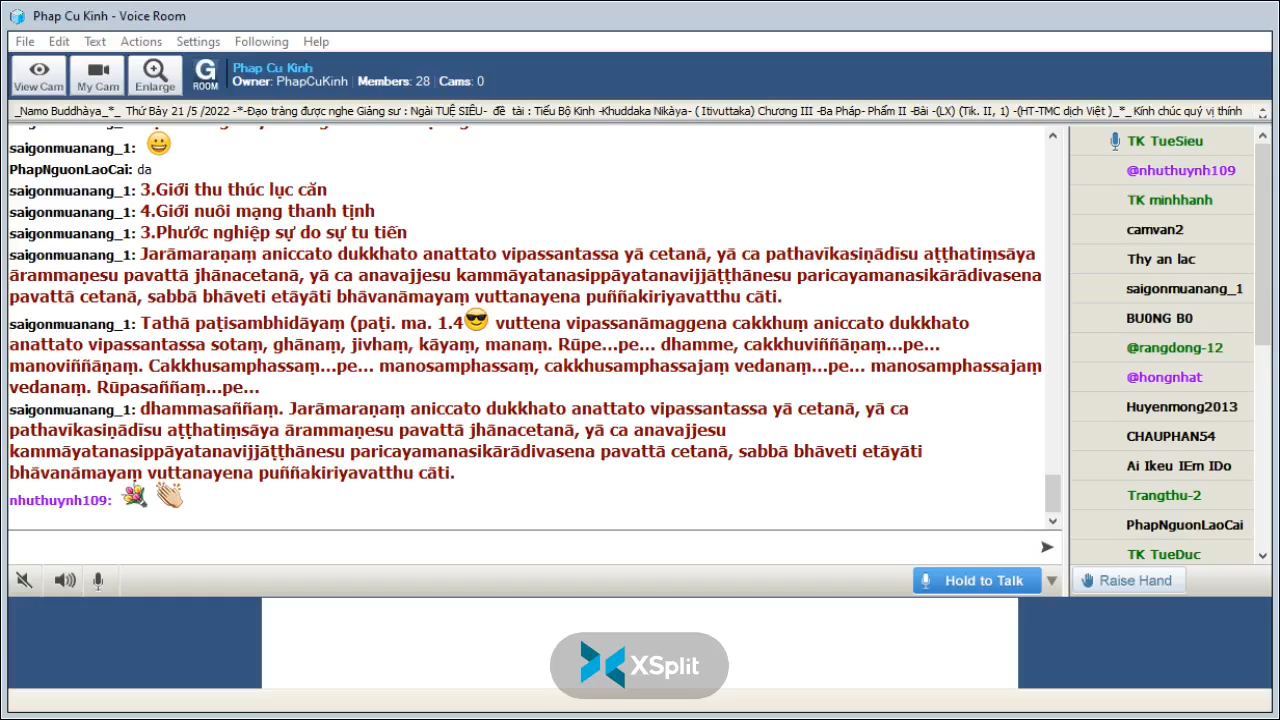 Phap Cu Kinh - Voice Room
File Edit Text Actions Settings Following Help
View Cam My Cam Enlarge G ROOM
Phap Cu Kinh
Owner: PhapCuKinh | Members: 28 | Cams: 0
_Namo Buddhàya_*_ Thứ Bảy 21 /5 /2022 -*-Đạo tràng được nghe Giảng sư : Ngài TUỆ SIÊU- đề tài : Tiểu Bộ Kinh -Khuddaka Nikàya- ( Itivuttaka) Chương III -Ba Pháp- Phẩm II -Bài -(LX) (Tik. II, 1) -(HT-TMC dịch Việt )_*_ Kính chúc quý vị thính
saigonmuanang_1:
PhapNguonLaoCai: da
saigonmuanang_1: 3.Giới thu thúc lục căn
saigonmuanang_1: 4.Giới nuôi mạng thanh tịnh
saigonmuanang_1: 3.Phước nghiệp sự do sự tu tiến
saigonmuanang_1: Jarāmaraṇaṃ aniccato dukkhato anattato vipassantassa yā cetanā, yā ca pathavīkasiṇādīsu aṭṭhatiṃsāya
ārammaṇesu pavattā jhānacetanā, yā ca anavajjesu kammāyatanasippāyatanavijjāṭṭhānesu paricayamanasikārādivasena
pavattā cetanā, sabbā bhāveti etāyāti bhāvanāmayaṃ vuttanayena puññakiriyavatthu cāti.
saigonmuanang_1: Tathā paṭisambhidāyaṃ (paṭi. ma. 1.4 vuttena vipassanāmaggena cakkhuṃ aniccato dukkhato
anattato vipassantassa sotaṃ, ghānaṃ, jivhaṃ, kāyaṃ, manaṃ. Rūpe...pe... dhamme, cakkhuviññāṇaṃ...pe...
manoviññāṇaṃ. Cakkhusamphassaṃ...pe... manosamphassaṃ, cakkhusamphassajaṃ vedanaṃ...pe... manosamphassajaṃ
vedanaṃ. Rūpasaññaṃ...pe...
saigonmuanang_1: dhammasaññaṃ. Jarāmaraṇaṃ aniccato dukkhato anattato vipassantassa yā cetanā, yā ca
pathavīkasiṇādīsu aṭṭhatiṃsāya ārammaṇesu pavattā jhānacetanā, yā ca anavajjesu
kammāyatanasippāyatanavijjāṭṭhānesu paricayamanasikārādivasena pavattā cetanā, sabbā bhāveti etāyāti
bhāvanāmayaṃ vuttanayena puññakiriyavatthu cāti.
nhuthuynh109:
TK TueSieu
@nhuthuynh109
TK minhhanh
camvan2
Thy an lac
saigonmuanang_1
BU0NG B0
@rangdong-12
@hongnhat
Huyenmong2013
CHAUPHAN54
Ai Ikeu IEm IDo
Trangthu-2
PhapNguonLaoCai
TK TueDuc
Hold to Talk
Raise Hand
XSplit